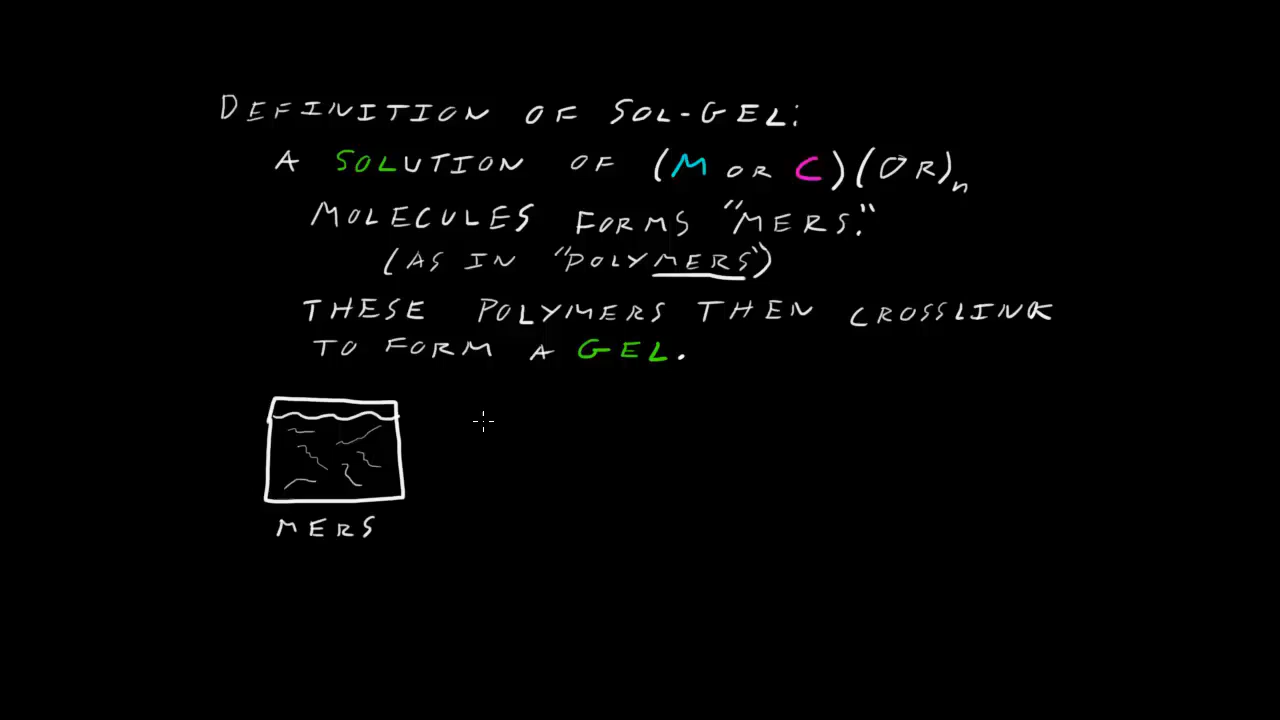 DEFINITION OF SOL-GEL:
A SOLUTION OF (M OR C)(OR)n
MOLECULES FORMS "MERS."
(AS IN "POLYMERS")
THESE POLYMERS THEN CROSSLINK
TO FORM A GEL.
MERS